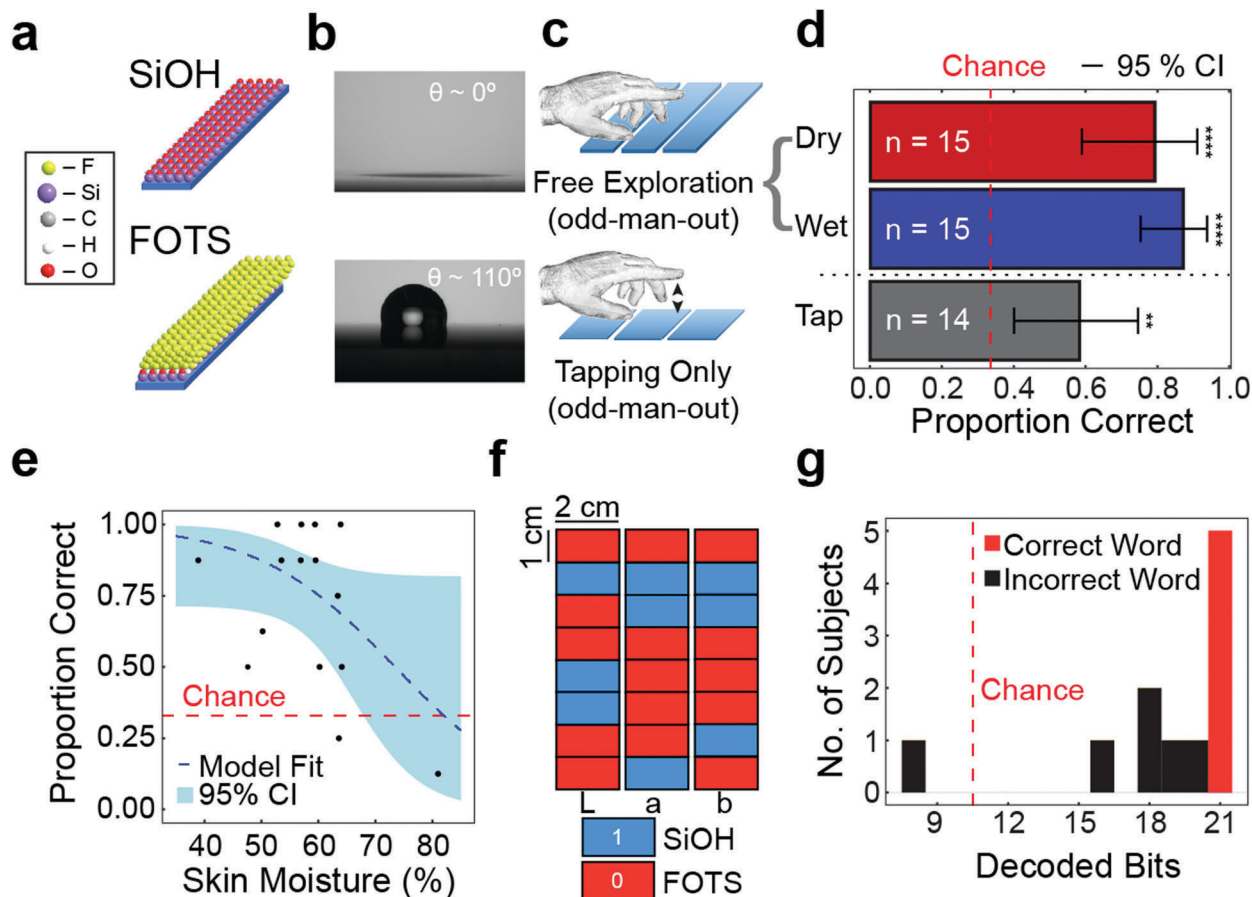 a
SiOH
– F
– Si
– C
– H
– O
FOTS
b
θ ~ 0º
θ ~ 110º
c
Free Exploration
(odd-man-out)
Tapping Only
(odd-man-out)
d
Chance
– 95 % CI
Dry
n = 15
****
Wet
n = 15
****
Tap
n = 14
**
0.0 0.2 0.4 0.6 0.8 1.0
Proportion Correct
e
Proportion Correct
1.00
0.75
0.50
0.25
0.00
Chance
– Model Fit
95% CI
40 50 60 70 80
Skin Moisture (%)
f
2 cm
1 cm
L a b
1 SiOH
0 FOTS
g
No. of Subjects
5
4
3
2
1
0
Correct Word
Incorrect Word
Chance
9 12 15 18 21
Decoded Bits